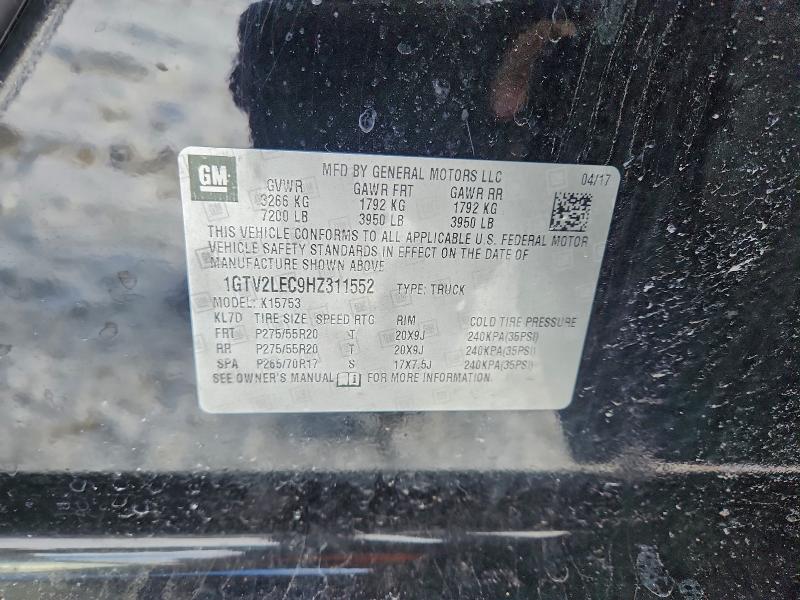 GM
MFD BY GENERAL MOTORS LLC
04/17
GVWR GAWR FRT GAWR RR
3266 KG 1792 KG 1792 KG
7200 LB 3950 LB 3950 LB
THIS VEHICLE CONFORMS TO ALL APPLICABLE U.S. FEDERAL MOTOR
VEHICLE SAFETY STANDARDS IN EFFECT ON THE DATE OF
MANUFACTURE SHOWN ABOVE
1GTV2LEC9HZ311552 TYPE: TRUCK
MODEL: K15753
KL7D TIRE SIZE SPEED RTG RIM COLD TIRE PRESSURE
FRT P275/55R20 T 20X9J 240KPA(35PSI)
RR P275/55R20 T 20X9J 240KPA(35PSI)
SPA P265/70R17 S 17X7.5J 240KPA(35PSI)
SEE OWNER'S MANUAL FOR MORE INFORMATION